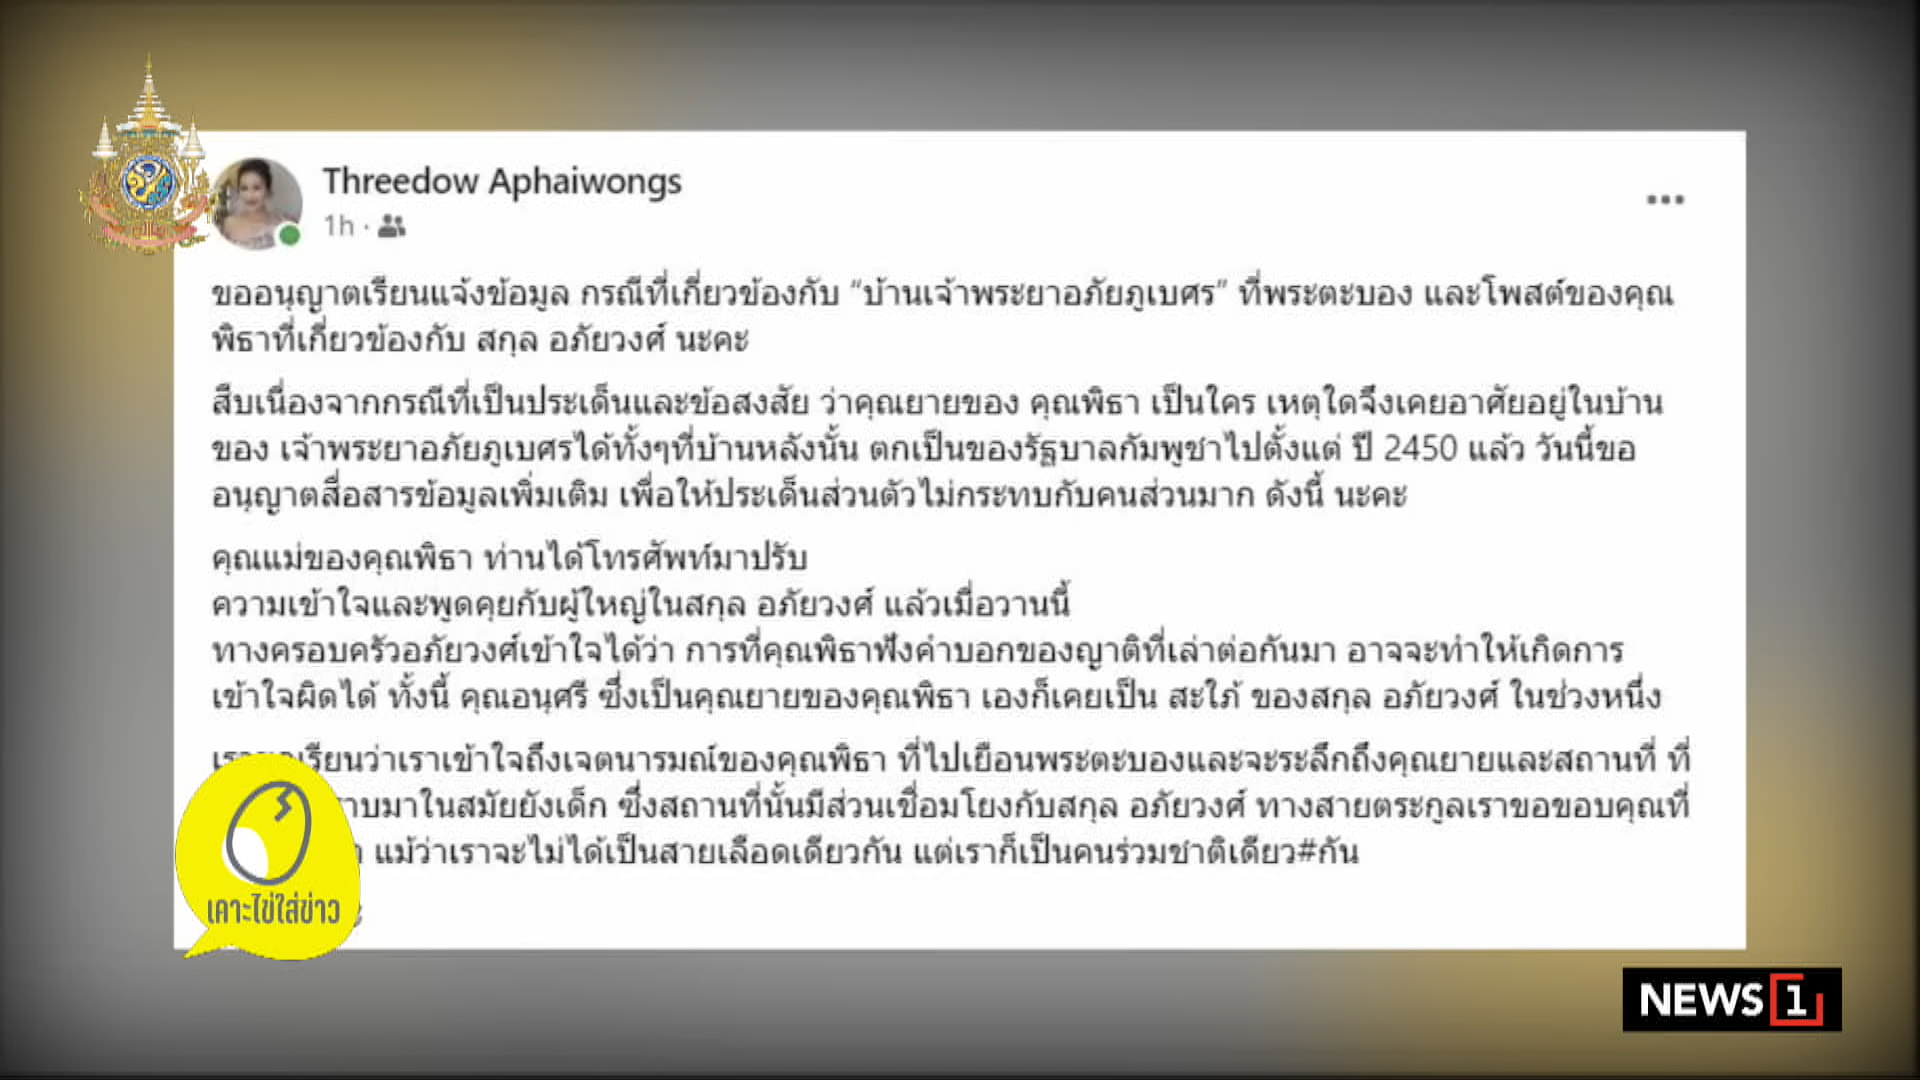 Threedow Aphaiwongs
1h ·
ขออนุญาตเรียนแจ้งข้อมูล กรณีที่เกี่ยวข้องกับ “บ้านเจ้าพระยาอภัยภูเบศร” ที่พระตะบอง และโพสต์ของคุณ
พิธาที่เกี่ยวข้องกับ สกุล อภัยวงศ์ นะคะ
สืบเนื่องจากกรณีที่เป็นประเด็นและข้อสงสัย ว่าคุณยายของ คุณพิธา เป็นใคร เหตุใดจึงเคยอาศัยอยู่ในบ้าน
ของ เจ้าพระยาอภัยภูเบศรได้ทั้งๆที่บ้านหลังนั้น ตกเป็นของรัฐบาลกัมพูชาไปตั้งแต่ ปี 2450 แล้ว วันนี้ขอ
อนุญาตสื่อสารข้อมูลเพิ่มเติม เพื่อให้ประเด็นส่วนตัวไม่กระทบกับคนส่วนมาก ดังนี้ นะคะ
คุณแม่ของคุณพิธา ท่านได้โทรศัพท์มาปรับ
ความเข้าใจและพูดคุยกับผู้ใหญ่ในสกุล อภัยวงศ์ แล้วเมื่อวานนี้
ทางครอบครัวอภัยวงศ์เข้าใจได้ว่า การที่คุณพิธาฟังคำบอกของญาติที่เล่าต่อกันมา อาจจะทำให้เกิดการ
เข้าใจผิดได้ ทั้งนี้ คุณอนุศรี ซึ่งเป็นคุณยายของคุณพิธา เองก็เคยเป็น สะใภ้ ของสกุล อภัยวงศ์ ในช่วงหนึ่ง
เรียนว่าเราเข้าใจถึงเจตนารมณ์ของคุณพิธา ที่ไปเยือนพระตะบองและจะระลึกถึงคุณยายและสถานที่ ที่
มาในสมัยยังเด็ก ซึ่งสถานที่นั้นมีส่วนเชื่อมโยงกับสกุล อภัยวงศ์ ทางสายตระกูลเราขอขอบคุณที่
แม้ว่าเราจะไม่ได้เป็นสายเลือดเดียวกัน แต่เราก็เป็นคนร่วมชาติเดียว#กัน
เคาะไข่ใส่ข่าว
NEWS 1